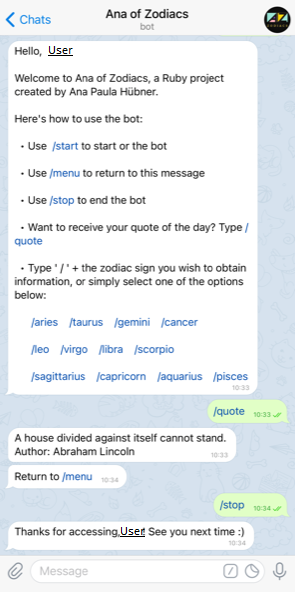 Chats
Ana of Zodiacs
bot
Hello, User
Welcome to Ana of Zodiacs, a Ruby project
created by Ana Paula Hübner.
Here's how to use the bot:
• Use /start to start or the bot
• Use /menu to return to this message
• Use /stop to end the bot
• Want to receive your quote of the day? Type /
quote
• Type ' / ' + the zodiac sign you wish to obtain
information, or simply select one of the options
below:
/aries /taurus /gemini /cancer
/leo /virgo /libra /scorpio
/sagittarius /capricorn /aquarius /pisces
10:33
/quote 10:33
A house divided against itself cannot stand.
Author: Abraham Lincoln
10:33
Return to /menu 10:34
/stop 10:34
Thanks for accessing,User! See you next time :)
10:34
Message